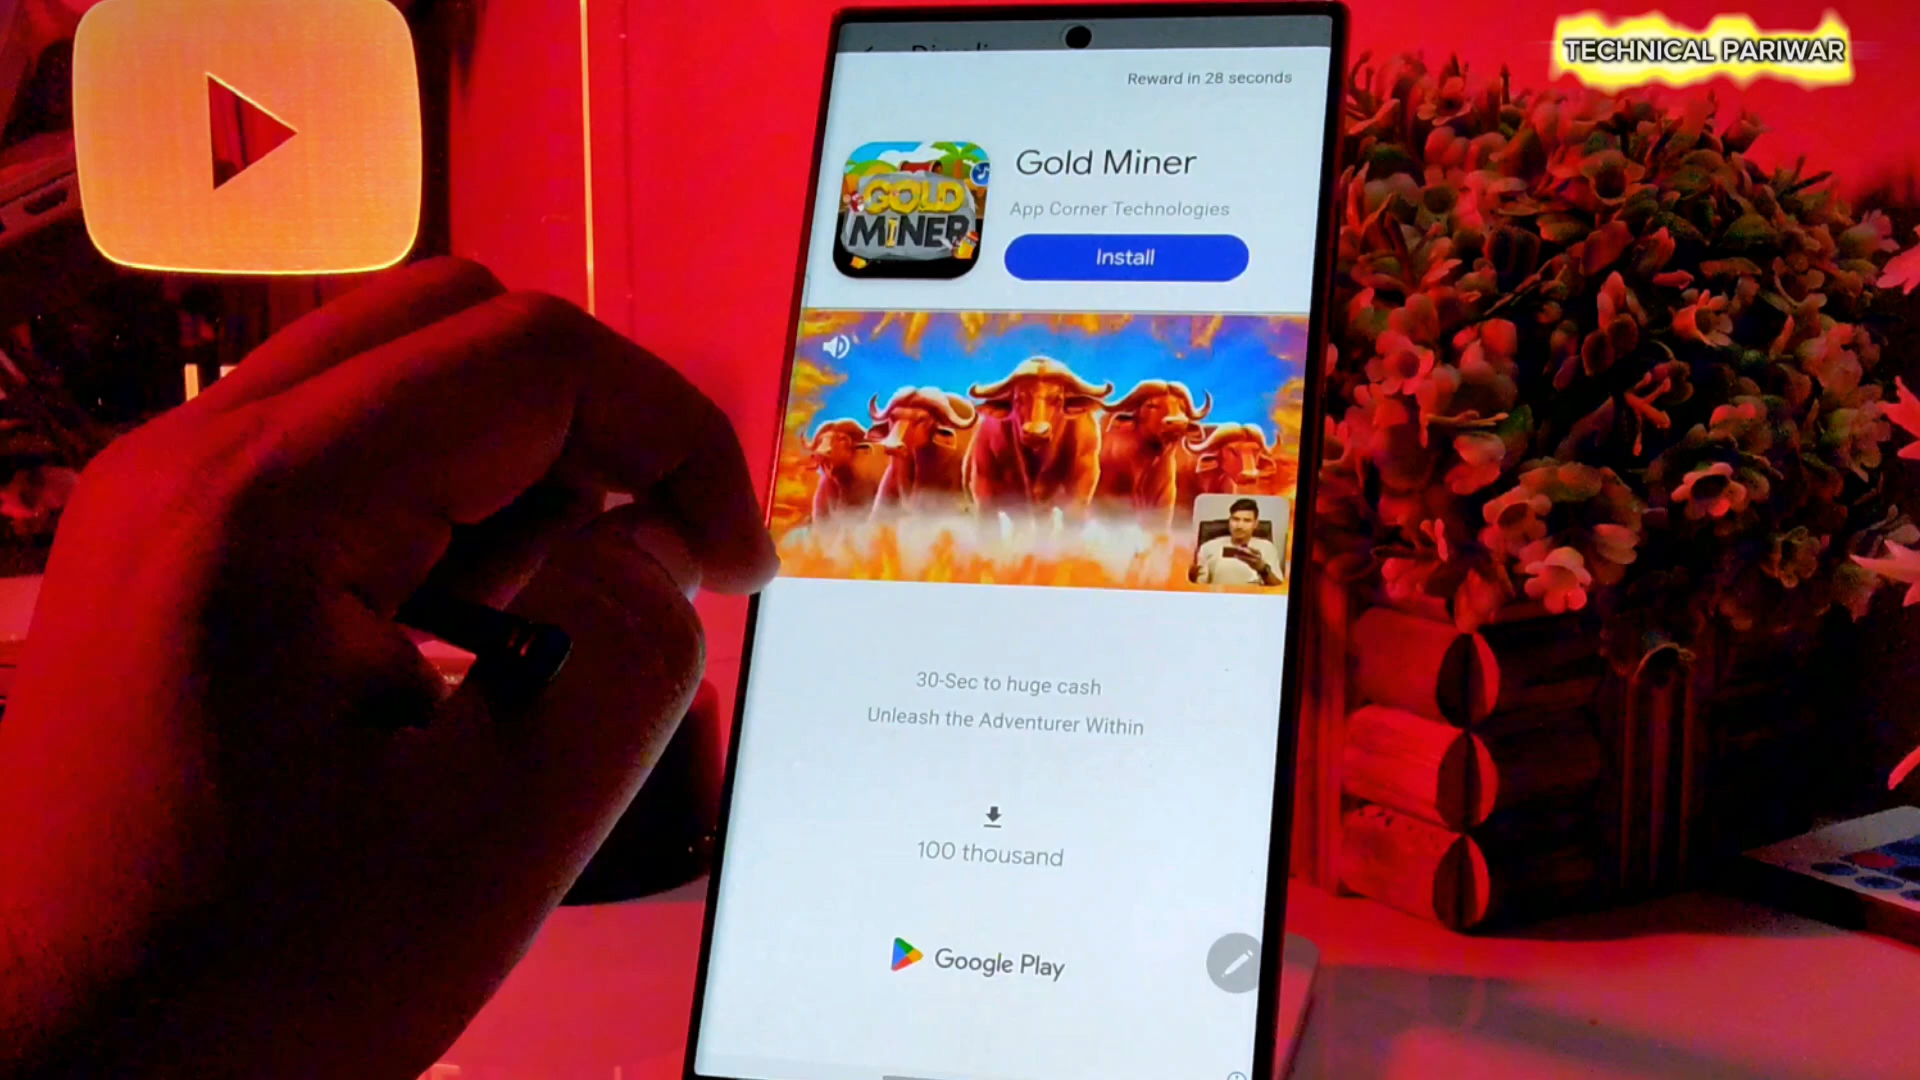 TECHNICAL PARIWAR
Reward in 28 seconds
GOLD
MINER
Gold Miner
App Corner Technologies
Install
30-Sec to huge cash
Unleash the Adventurer Within
100 thousand
Google Play